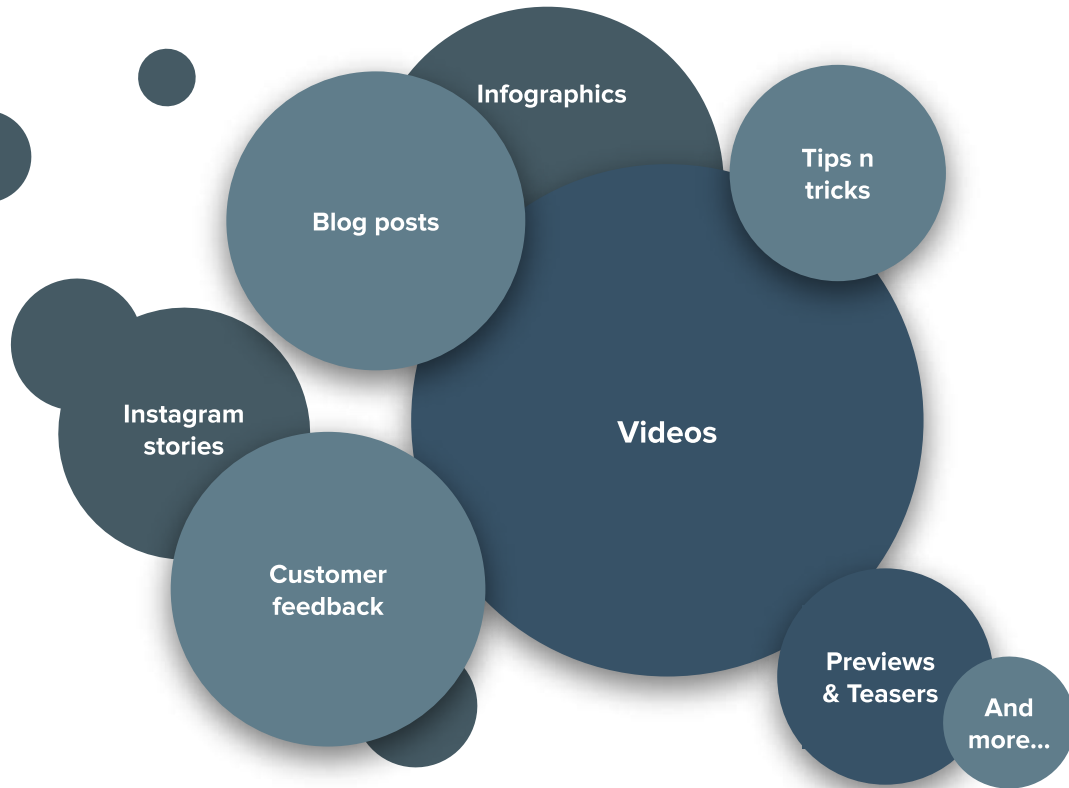 Infographics
Tips n
tricks
Blog posts
Instagram
stories
Videos
Customer
feedback
Previews
& Teasers
And
more...